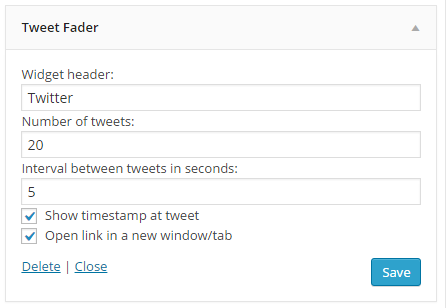 Tweet Fader
Widget header:
Twitter
Number of tweets:
20
Interval between tweets in seconds:
5
Show timestamp at tweet
Open link in a new window/tab
Delete | Close Save